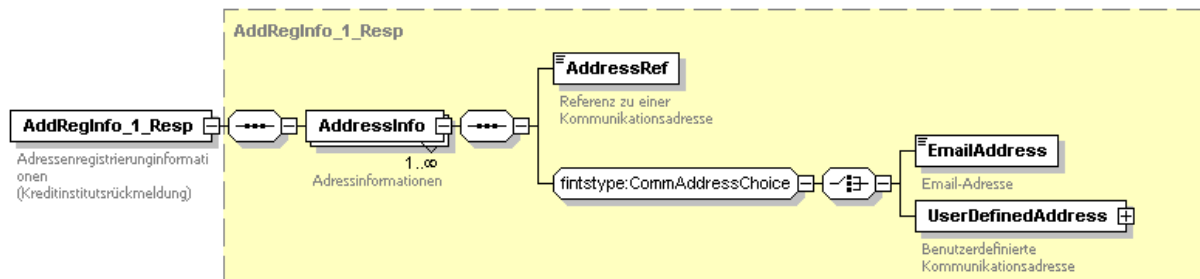 AddRegInfo_1_Resp
AddressRef
Referenz zu einer
Kommunikationsadresse
AddRegInfo_1_Resp
Adressenregistrierunginformati
onen
(Kreditinstitutsrückmeldung)
AddressInfo
1..∞
Adressinformationen
fintstype:CommAddressChoice
EmailAddress
Email-Adresse
UserDefinedAddress
Benutzerdefinierte
Kommunikationsadresse